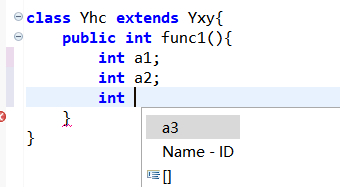 class Yhc extends Yxy{
    public int func1(){
        int a1;
        int a2;
        int
a3
Name - ID
[]
    }
}